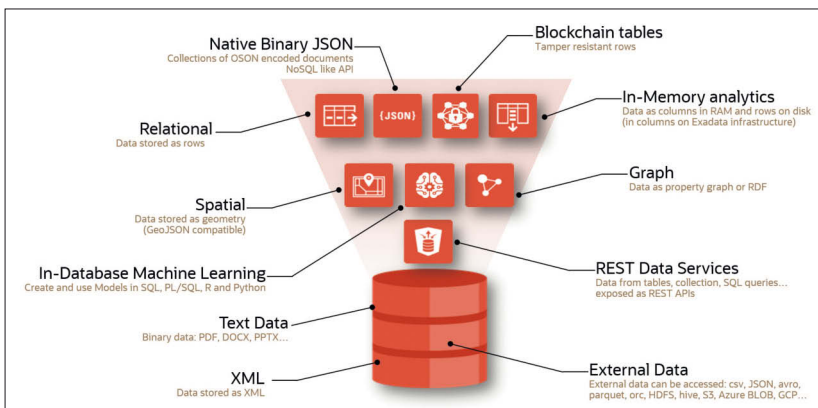 Native Binary JSON
Collections of OSON encoded documents
NoSQL like API
Blockchain tables
Tamper resistant rows
{JSON}
Relational
Data stored as rows
In-Memory analytics
Data as columns in RAM and rows on disk
(in columns on Exadata infrastructure)
Spatial
Data stored as geometry
(GeoJSON compatible)
Graph
Data as property graph or RDF
In-Database Machine Learning
Create and use Models in SQL, PL/SQL, R and Python
REST Data Services
Data from tables, collection, SQL queries...
exposed as REST APIs
Text Data
Binary data: PDF, DOCX, PPTX...
XML
Data stored as XML
External Data
External data can be accessed: csv, JSON, avro,
parquet, orc, HDFS, hive, S3, Azure BLOB, GCP...